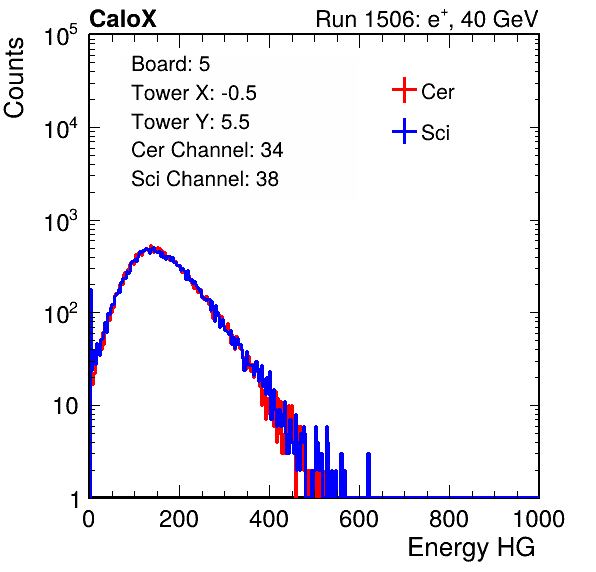 CaloX Run 1506: e⁺, 40 GeV
Counts
10⁵
10⁴
10³
10²
10
1
Board: 5
Tower X: -0.5
Tower Y: 5.5
Cer Channel: 34
Sci Channel: 38
Cer
Sci
0 200 400 600 800 1000
Energy HG